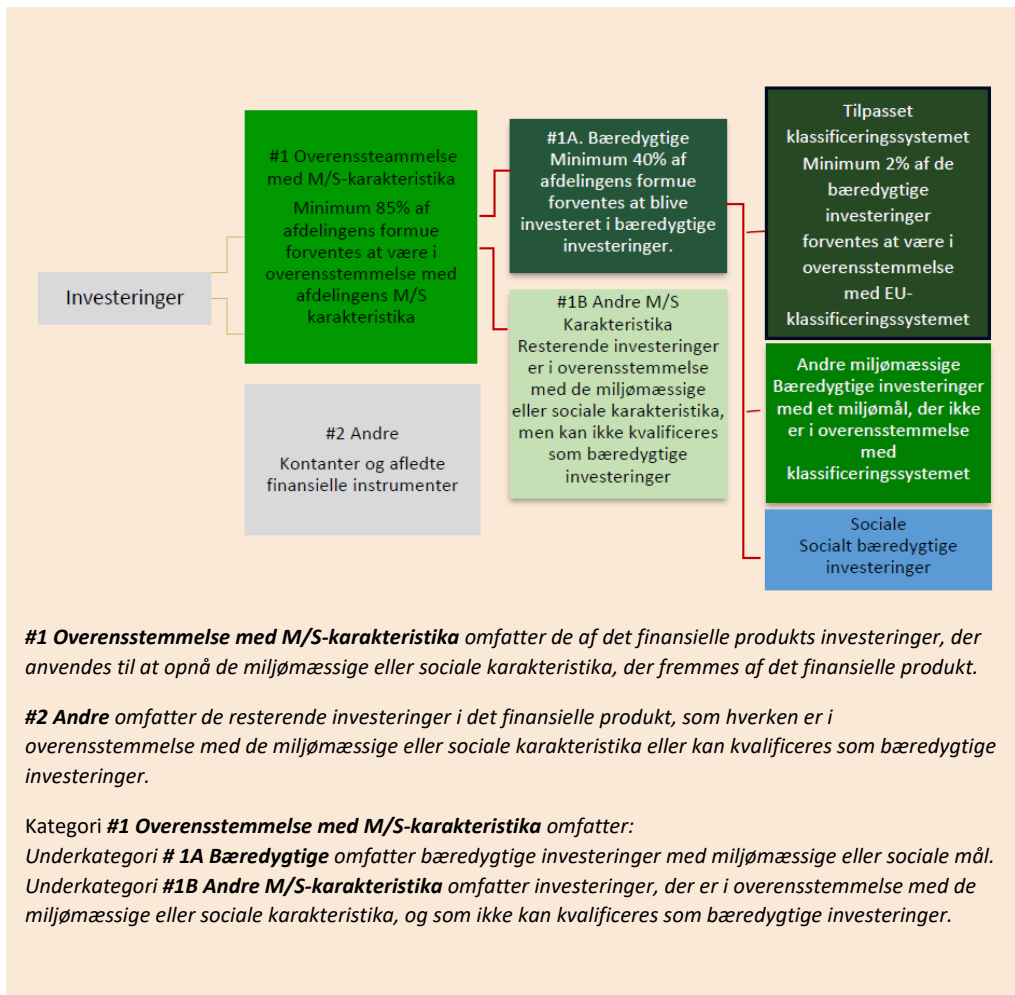 Investeringer
#1 Overenssteammelse
med M/S-karakteristika
Minimum 85% af
afdelingens formue
forventes at være i
overensstemmelse med
afdelingens M/S
karakteristika
#2 Andre
Kontanter og afledte
finansielle instrumenter
#1A. Bæredygtige
Minimum 40% af
afdelingens formue
forventes at blive
investeret i bæredygtige
investeringer.
#1B Andre M/S
Karakteristika
Resterende investeringer
er i overensstemmelse
med de miljømæssige
eller sociale karakteristika,
men kan ikke kvalificeres
som bæredygtige
investeringer
Tilpasset
klassificeringssystemet
Minimum 2% af de
bæredygtige
investeringer
forventes at være i
overensstemmelse
med EU-
klassificeringssystemet
Andre miljømæssige
Bæredygtige investeringer
med et miljømål, der ikke
er i overensstemmelse
med
klassificeringssystemet
Sociale
Socialt bæredygtige
investeringer
#1 Overensstemmelse med M/S-karakteristika omfatter de af det finansielle produkts investeringer, der
anvendes til at opnå de miljømæssige eller sociale karakteristika, der fremmes af det finansielle produkt.
#2 Andre omfatter de resterende investeringer i det finansielle produkt, som hverken er i
overensstemmelse med de miljømæssige eller sociale karakteristika eller kan kvalificeres som bæredygtige
investeringer.
Kategori #1 Overensstemmelse med M/S-karakteristika omfatter:
Underkategori # 1A Bæredygtige omfatter bæredygtige investeringer med miljømæssige eller sociale mål.
Underkategori #1B Andre M/S-karakteristika omfatter investeringer, der er i overensstemmelse med de
miljømæssige eller sociale karakteristika, og som ikke kan kvalificeres som bæredygtige investeringer.